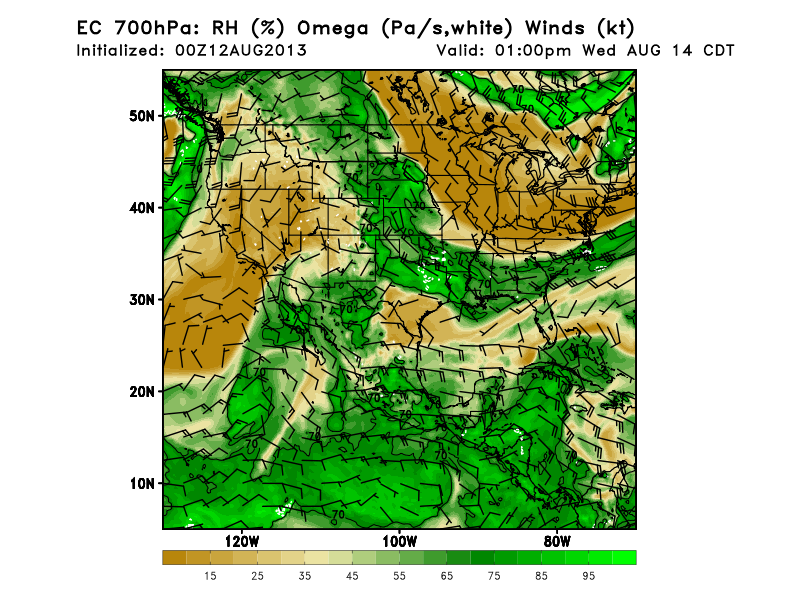 EC 700hPa: RH (%) Omega (Pa/s,white) Winds (kt)
Initialized: 00Z12AUG2013 Valid: 01:00pm Wed AUG 14 CDT
50N
40N
30N
20N
10N
120W 100W 80W
15 25 35 45 55 65 75 85 95